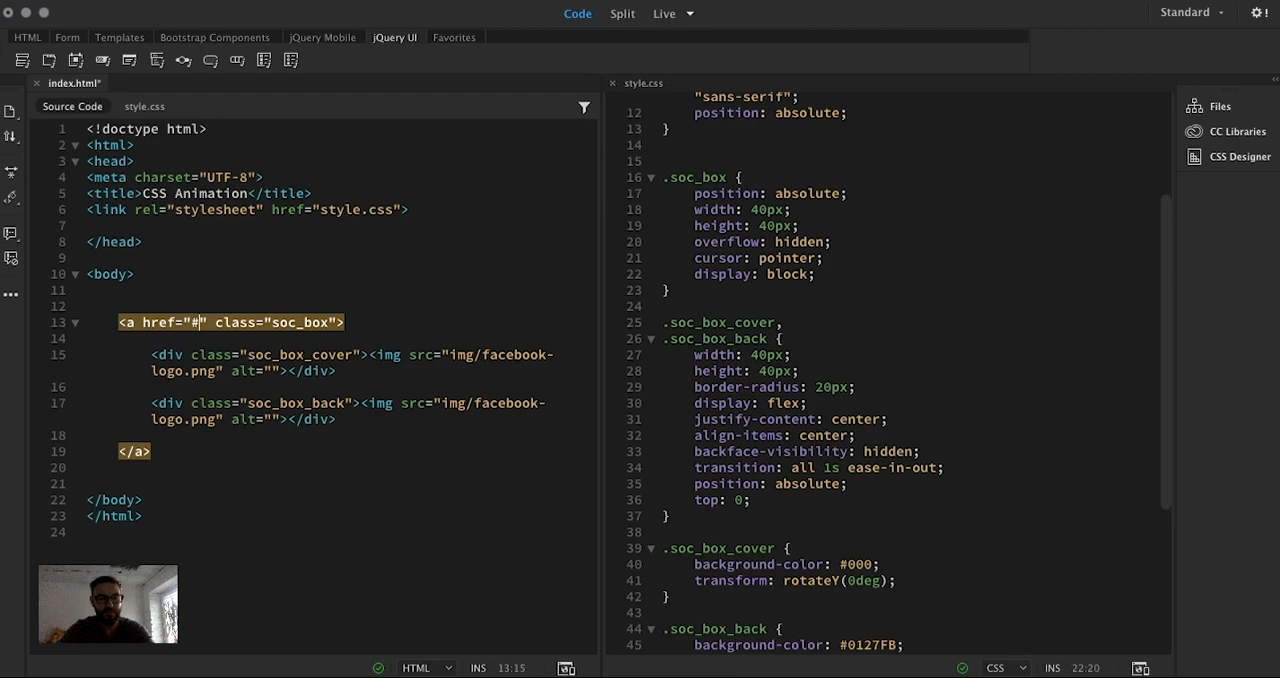 Code Split Live
Standard
HTML Form Templates Bootstrap Components jQuery Mobile jQuery UI Favorites
index.html*
Source Code style.css
1 <!doctype html>
2 <html>
3 <head>
4 <meta charset="UTF-8">
5 <title>CSS Animation</title>
6 <link rel="stylesheet" href="style.css">
7
8 </head>
9
10 <body>
11
12
13 <a href="#" class="soc_box">
14
15 <div class="soc_box_cover"><img src="img/facebook-
logo.png" alt=""></div>
16
17 <div class="soc_box_back"><img src="img/facebook-
logo.png" alt=""></div>
18
19 </a>
20
21
22 </body>
23 </html>
24
HTML INS 13:15
style.css
"sans-serif";
12 position: absolute;
13 }
14
15
16 .soc_box {
17 position: absolute;
18 width: 40px;
19 height: 40px;
20 overflow: hidden;
21 cursor: pointer;
22 display: block;
23 }
24
25 .soc_box_cover,
26 .soc_box_back {
27 width: 40px;
28 height: 40px;
29 border-radius: 20px;
30 display: flex;
31 justify-content: center;
32 align-items: center;
33 backface-visibility: hidden;
34 transition: all 1s ease-in-out;
35 position: absolute;
36 top: 0;
37 }
38
39 .soc_box_cover {
40 background-color: #000;
41 transform: rotateY(0deg);
42 }
43
44 .soc_box_back {
45 background-color: #0127FB;
CSS INS 22:20
Files
CC Libraries
CSS Designer